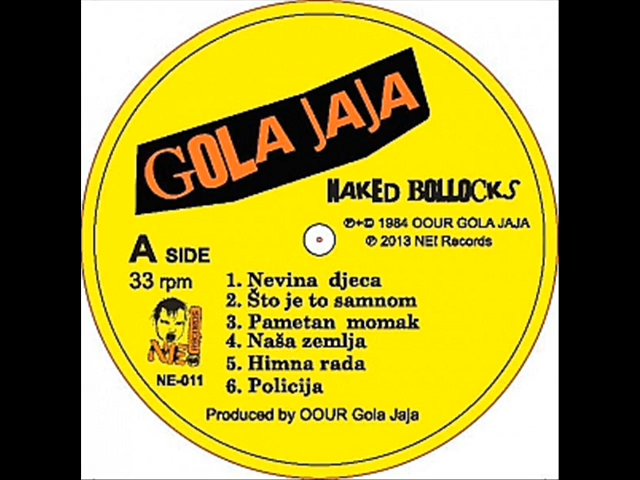 GOLA JAJA
NAKED BOLLOCKS
℗+© 1984 OOUR GOLA JAJA
℗ 2013 NE! Records
A SIDE
33 rpm
1. Nevina djeca
2. Što je to samnom
3. Pametan momak
4. Naša zemlja
5. Himna rada
6. Policija
NE!
Records
NE-011
Produced by OOUR Gola Jaja